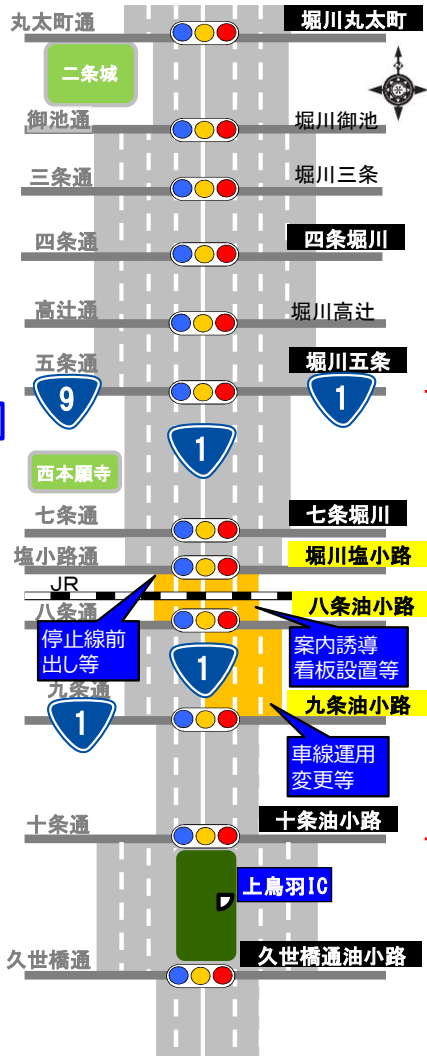 丸太町通
堀川丸太町
二条城
御池通
堀川御池
三条通
堀川三条
四条通
四条堀川
高辻通
堀川高辻
五条通
堀川五条
9
1
1
西本願寺
七条通
七条堀川
塩小路通
堀川塩小路
JR
八条通
八条油小路
停止線前
出し等
案内誘導
看板設置等
1
九条通
九条油小路
1
車線運用
変更等
十条通
十条油小路
上鳥羽IC
久世橋通
久世橋通油小路